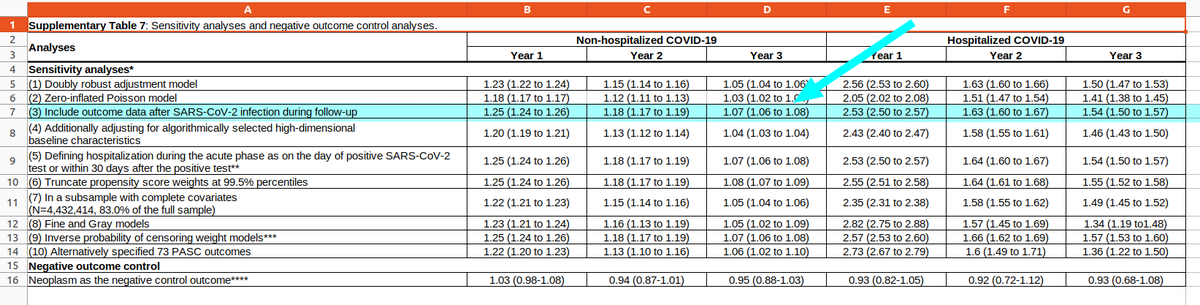 A B C D E F G
1 Supplementary Table 7: Sensitivity analyses and negative outcome control analyses.
2 Analyses Non-hospitalized COVID-19 Hospitalized COVID-19
3 Year 1 Year 2 Year 3 Year 1 Year 2 Year 3
4 Sensitivity analyses*
5 (1) Doubly robust adjustment model 1.23 (1.22 to 1.24) 1.15 (1.14 to 1.16) 1.05 (1.04 to 1.06) 2.56 (2.53 to 2.60) 1.63 (1.60 to 1.66) 1.50 (1.47 to 1.53)
6 (2) Zero-inflated Poisson model 1.18 (1.17 to 1.17) 1.12 (1.11 to 1.13) 1.03 (1.02 to 2.05 (2.02 to 2.08) 1.51 (1.47 to 1.54) 1.41 (1.38 to 1.45)
7 (3) Include outcome data after SARS-CoV-2 infection during follow-up 1.25 (1.24 to 1.26) 1.18 (1.17 to 1.19) 1.07 (1.06 to 1.08) 2.53 (2.50 to 2.57) 1.63 (1.60 to 1.67) 1.54 (1.50 to 1.57)
8 (4) Additionally adjusting for algorithmically selected high-dimensional
baseline characteristics 1.20 (1.19 to 1.21) 1.13 (1.12 to 1.14) 1.04 (1.03 to 1.04) 2.43 (2.40 to 2.47) 1.58 (1.55 to 1.61) 1.46 (1.43 to 1.50)
9 (5) Defining hospitalization during the acute phase as on the day of positive SARS-CoV-2
test or within 30 days after the positive test** 1.25 (1.24 to 1.26) 1.18 (1.17 to 1.19) 1.07 (1.06 to 1.08) 2.53 (2.50 to 2.57) 1.64 (1.60 to 1.67) 1.54 (1.50 to 1.57)
10 (6) Truncate propensity score weights at 99.5% percentiles 1.25 (1.24 to 1.26) 1.18 (1.17 to 1.19) 1.08 (1.07 to 1.09) 2.55 (2.51 to 2.58) 1.64 (1.61 to 1.68) 1.55 (1.52 to 1.58)
11 (7) In a subsample with complete covariates
(N=4,432,414, 83.0% of the full sample) 1.22 (1.21 to 1.23) 1.15 (1.14 to 1.16) 1.05 (1.04 to 1.06) 2.35 (2.31 to 2.38) 1.58 (1.55 to 1.62) 1.49 (1.45 to 1.52)
12 (8) Fine and Gray models 1.23 (1.21 to 1.24) 1.16 (1.13 to 1.19) 1.05 (1.02 to 1.09) 2.82 (2.75 to 2.88) 1.57 (1.45 to 1.69) 1.34 (1.19 to1.48)
13 (9) Inverse probability of censoring weight models*** 1.25 (1.24 to 1.26) 1.18 (1.17 to 1.19) 1.07 (1.06 to 1.08) 2.57 (2.53 to 2.60) 1.66 (1.62 to 1.69) 1.57 (1.53 to 1.60)
14 (10) Alternatively specified 73 PASC outcomes 1.22 (1.20 to 1.23) 1.13 (1.10 to 1.16) 1.06 (1.02 to 1.10) 2.73 (2.67 to 2.79) 1.6 (1.49 to 1.71) 1.36 (1.22 to 1.50)
15 Negative outcome control
16 Neoplasm as the negative outcome control**** 1.03 (0.98-1.08) 0.94 (0.87-1.01) 0.95 (0.88-1.03) 0.93 (0.82-1.05) 0.92 (0.72-1.12) 0.93 (0.68-1.08)